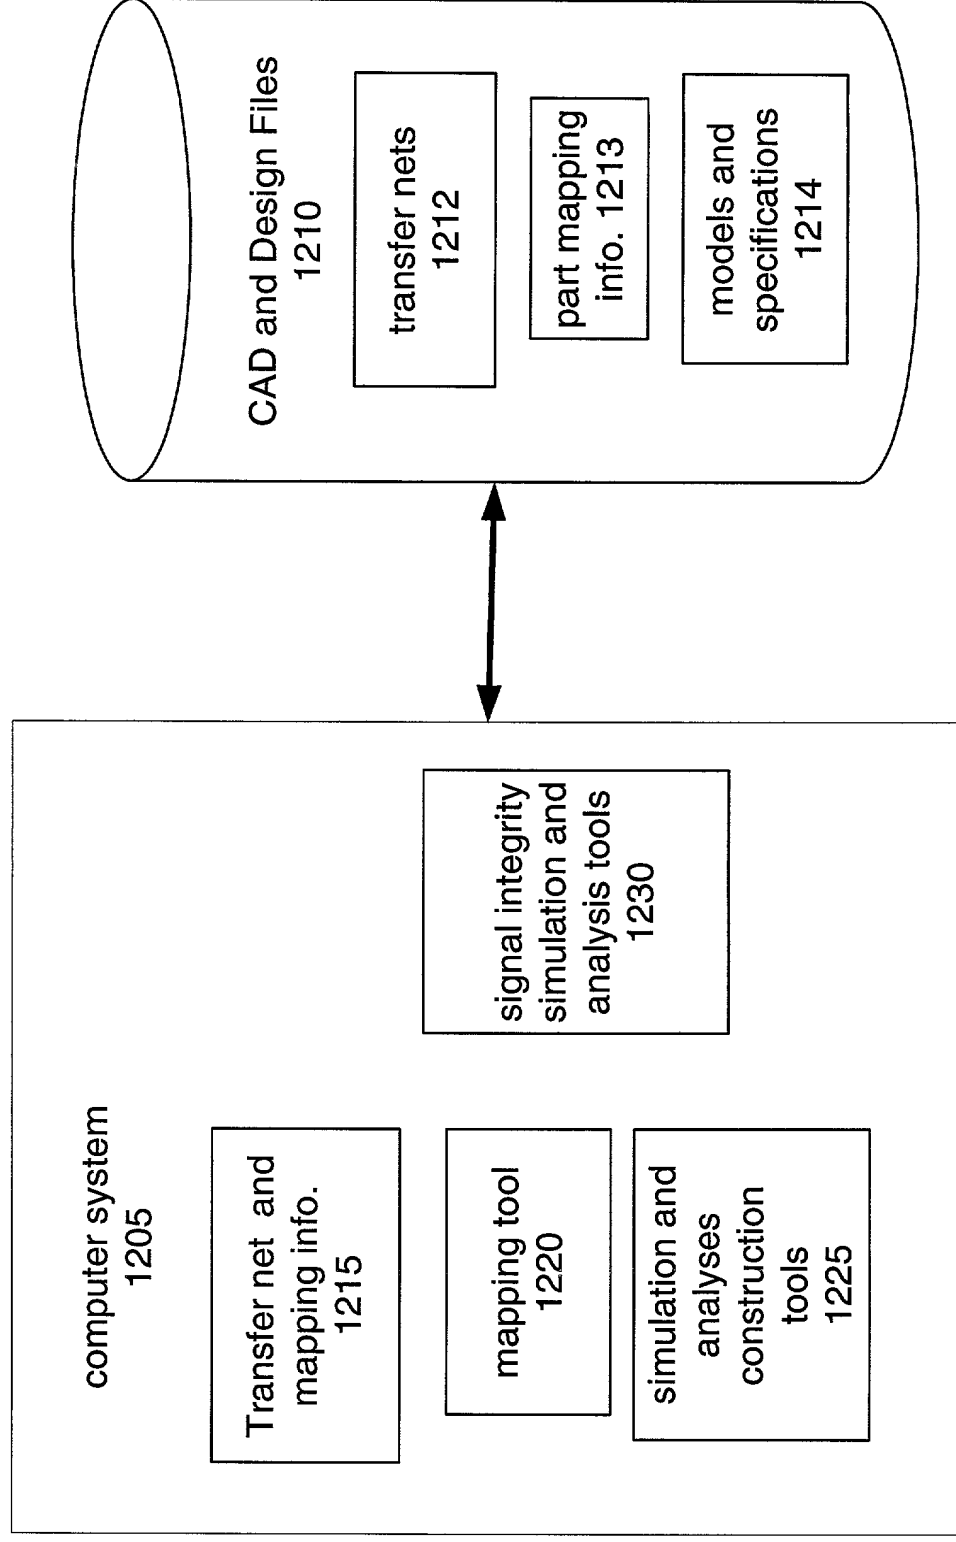 computer system
1205
Transfer net and
mapping info.
1215
mapping tool
1220
simulation and
analyses
construction
tools
1225
signal integrity
simulation and
analysis tools
1230
CAD and Design Files
1210
transfer nets
1212
part mapping
info. 1213
models and
specifications
1214